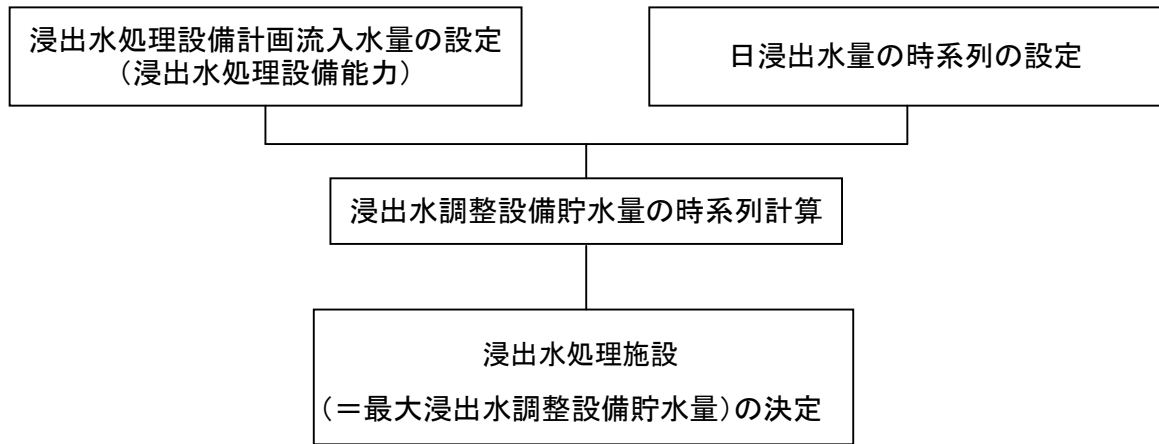 浸出水処理設備計画流入水量の設定
（浸出水処理設備能力）
日浸出水量の時系列の設定
浸出水調整設備貯水量の時系列計算
浸出水処理施設
（＝最大浸出水調整設備貯水量）の決定